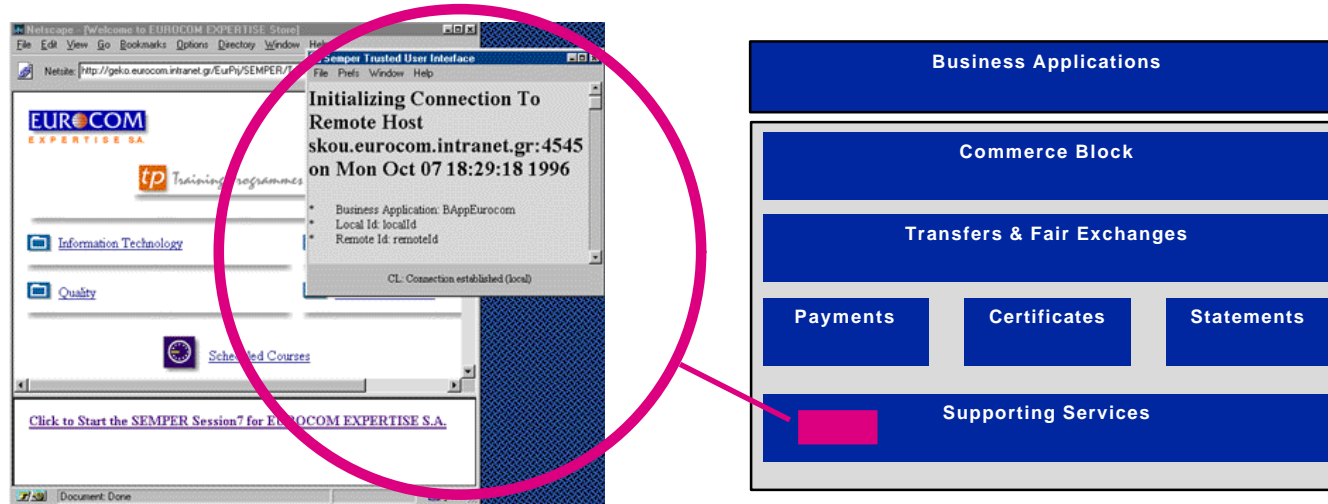 Netscape - [Welcome to EUROCOM EXPERTISE Store]
File Edit View Go Bookmarks Options Directory Window Help
Netsite: http://geko.eurocom.intranet.gr/EurPrj/SEMPER/T
EUROCOM
EXPERTISE SA.
tp Training Programmes
Information Technology
Quality
Scheduled Courses
Click to Start the SEMPER Session7 for EUROCOM EXPERTISE S.A.
Document: Done
Semper Trusted User Interface
File Prefs Window Help
Initializing Connection To
Remote Host
skou.eurocom.intranet.gr:4545
on Mon Oct 07 18:29:18 1996
* Business Application: BAppEurocom
* Local Id: localId
* Remote Id: remoteId
CL: Connection established (local)
Business Applications
Commerce Block
Transfers & Fair Exchanges
Payments Certificates Statements
Supporting Services